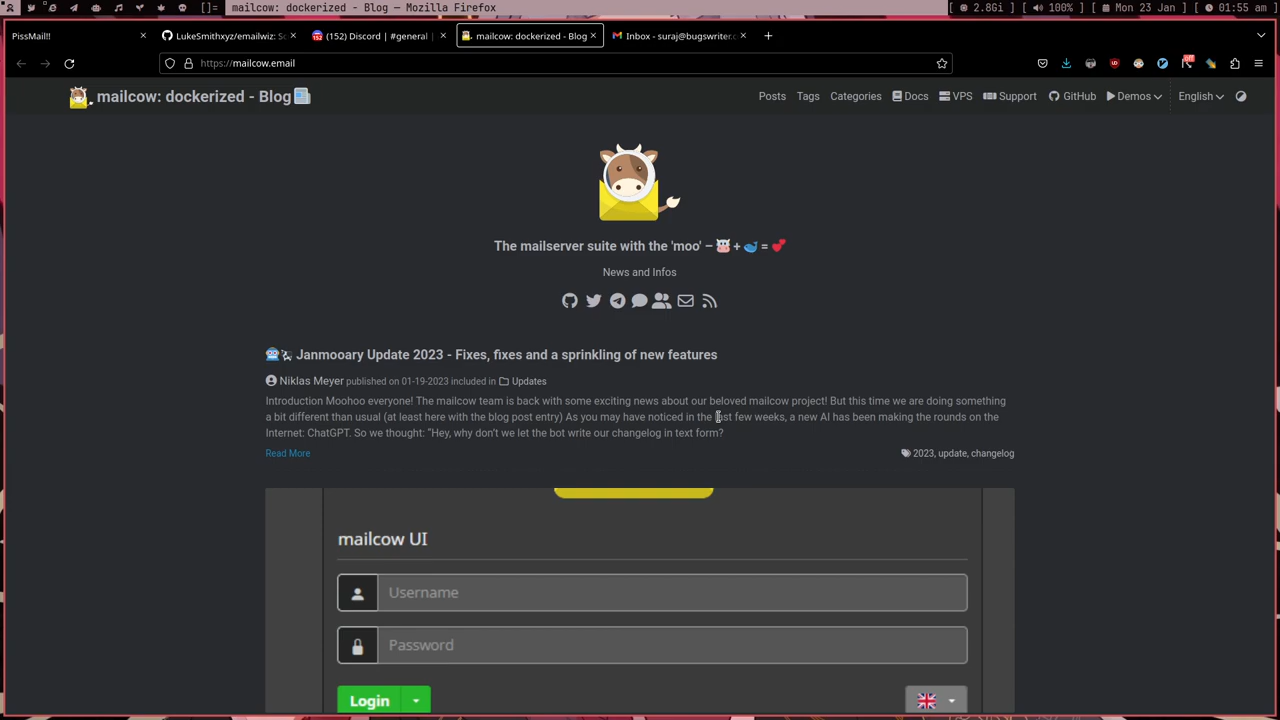 []=
mailcow: dockerized - Blog — Mozilla Firefox
2.8Gi
100%
Mon 23 Jan
01:55 am
PissMail!!
LukeSmithxyz/emailwiz: Sc
(152) Discord | #general |
mailcow: dockerized - Blog
Inbox - suraj@bugswriter.c
https://mailcow.email
off
mailcow: dockerized - Blog
Posts
Tags
Categories
Docs
VPS
Support
GitHub
Demos
English
The mailserver suite with the 'moo' – + =
News and Infos
Janmooary Update 2023 - Fixes, fixes and a sprinkling of new features
Niklas Meyer published on 01-19-2023 included in Updates
Introduction Moohoo everyone! The mailcow team is back with some exciting news about our beloved mailcow project! But this time we are doing something
a bit different than usual (at least here with the blog post entry) As you may have noticed in the last few weeks, a new AI has been making the rounds on the
Internet: ChatGPT. So we thought: “Hey, why don’t we let the bot write our changelog in text form?
Read More
2023, update, changelog
mailcow UI
Username
Password
Login